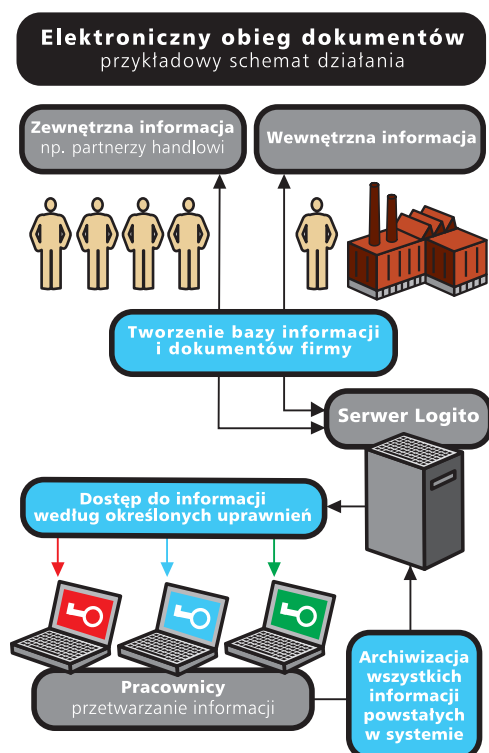 Elektroniczny obieg dokumentów
przykładowy schemat działania
Zewnętrzna informacja
np. partnerzy handlowi
Wewnętrzna informacja
Tworzenie bazy informacji
i dokumentów firmy
Serwer Logito
Dostęp do informacji
według określonych uprawnień
Pracownicy
przetwarzanie informacji
Archiwizacja
wszystkich
informacji
powstałych
w systemie